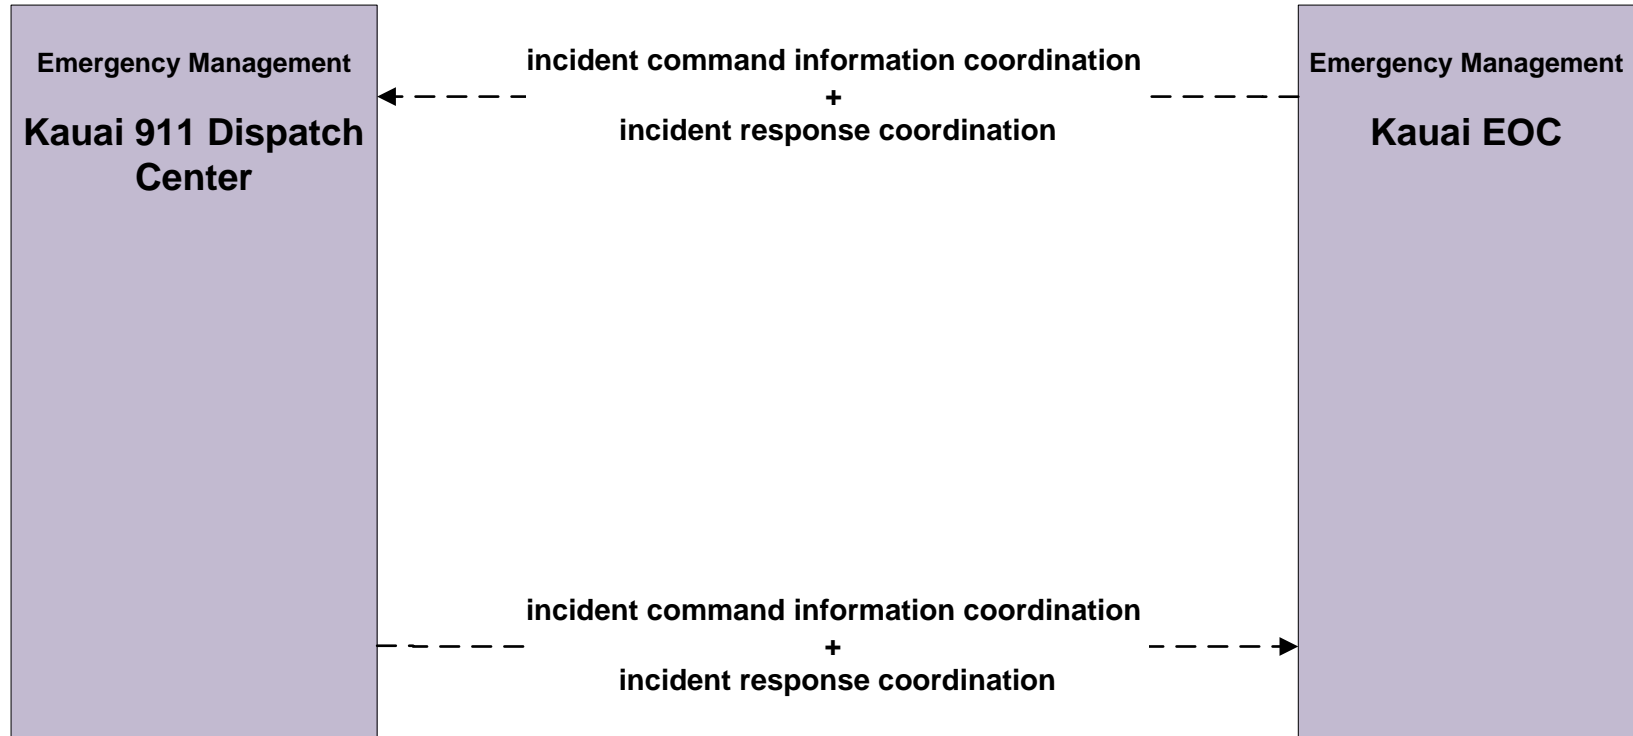 Emergency Management
Kauai 911 Dispatch
Center
incident command information coordination
+
incident response coordination
Emergency Management
Kauai EOC
incident command information coordination
+
incident response coordination